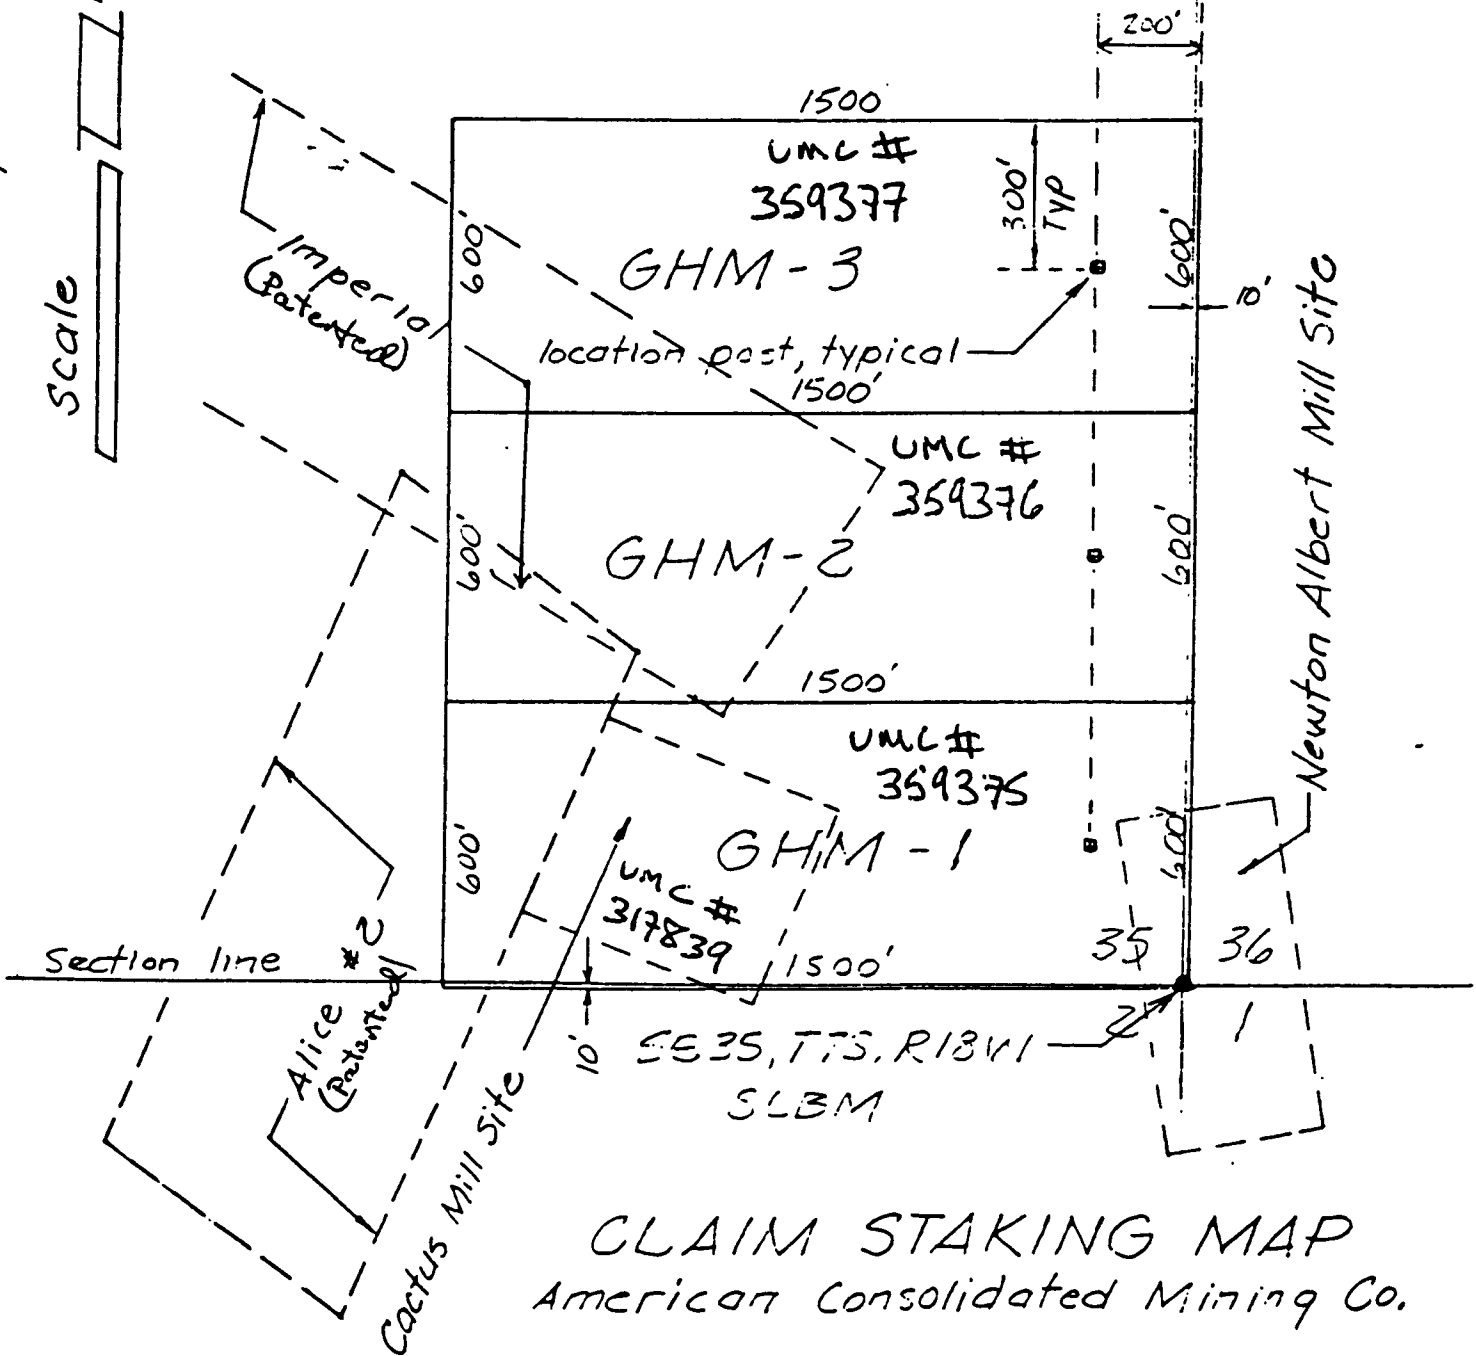 200'
1500
UMC #
359377
300'
TYP
600'
600'
10'
GHM-3
Imperial
(Patented)
Scale
location post, typical
1500'
UMC #
359376
600'
600'
GHM-2
Newton Albert Mill Site
1500'
UMC #
359375
600'
600'
GHM-1
UMC #
317839
35
36
Section line
1500'
2
1
10'
Alice #2
(Patented)
SE35, T7S, R18W
SLBM
Cactus Mill Site
CLAIM STAKING MAP
American Consolidated Mining Co.